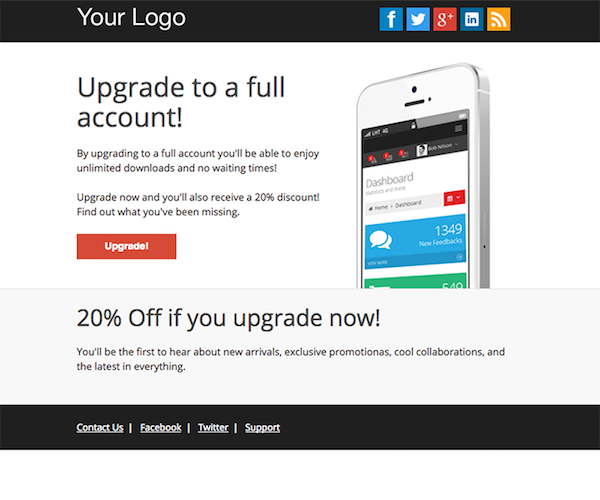 Your Logo
f
g+
in
Upgrade to a full
account!
By upgrading to a full account you'll be able to enjoy
unlimited downloads and no waiting times!
Upgrade now and you'll also receive a 20% discount!
Find out what you've been missing.
Upgrade!
LHT 4G
Bob Nilson
Dashboard
statistics and more
Home > Dashboard
1349
New Feedbacks
VIEW MORE
549
20% Off if you upgrade now!
You'll be the first to hear about new arrivals, exclusive promotionas, cool collaborations, and
the latest in everything.
Contact Us | Facebook | Twitter | Support